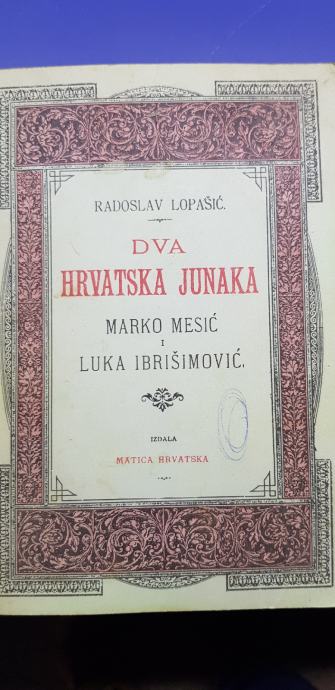 RADOSLAV LOPAŠIĆ.
DVA
HRVATSKA JUNAKA
MARKO MESIĆ
I
LUKA IBRIŠIMOVIĆ.
IZDALA
MATICA HRVATSKA